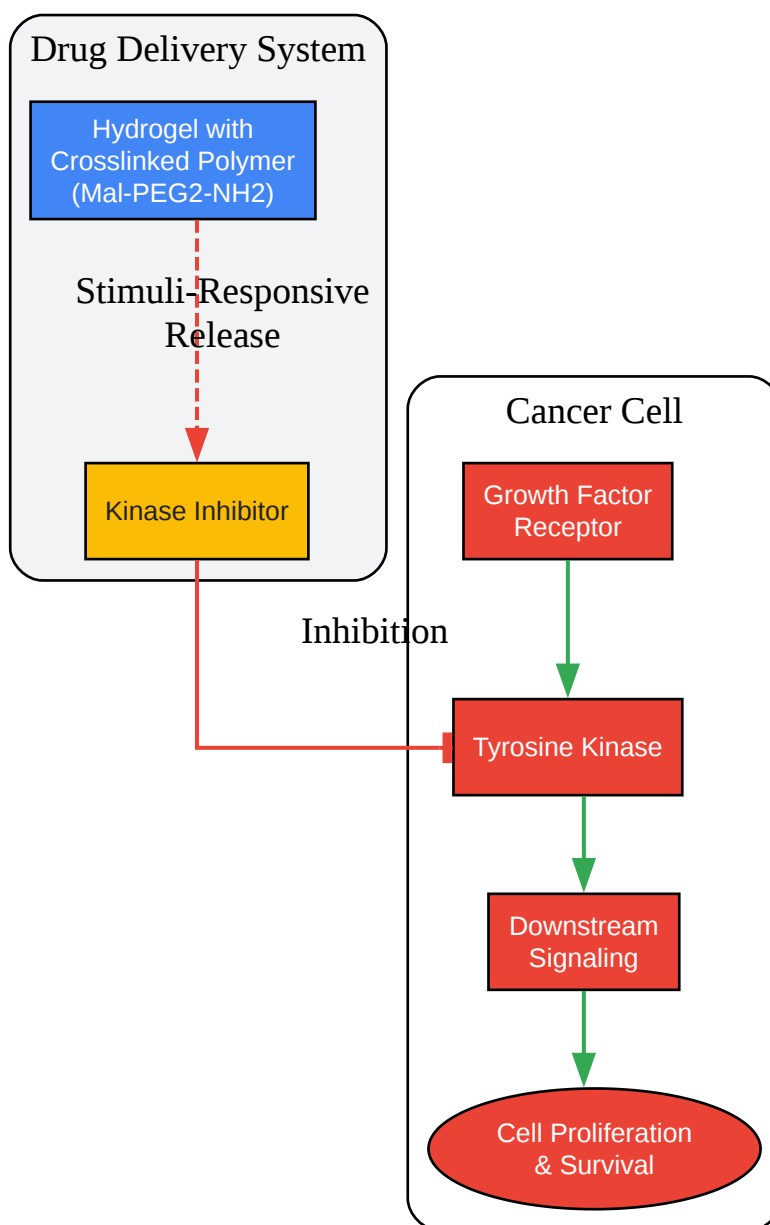 Drug Delivery System
Hydrogel with
Crosslinked Polymer
(Mal-PEG2-NH2)
Stimuli-Responsive
Release
Kinase Inhibitor
Inhibition
Cancer Cell
Growth Factor
Receptor
Tyrosine Kinase
Downstream
Signaling
Cell Proliferation
& Survival